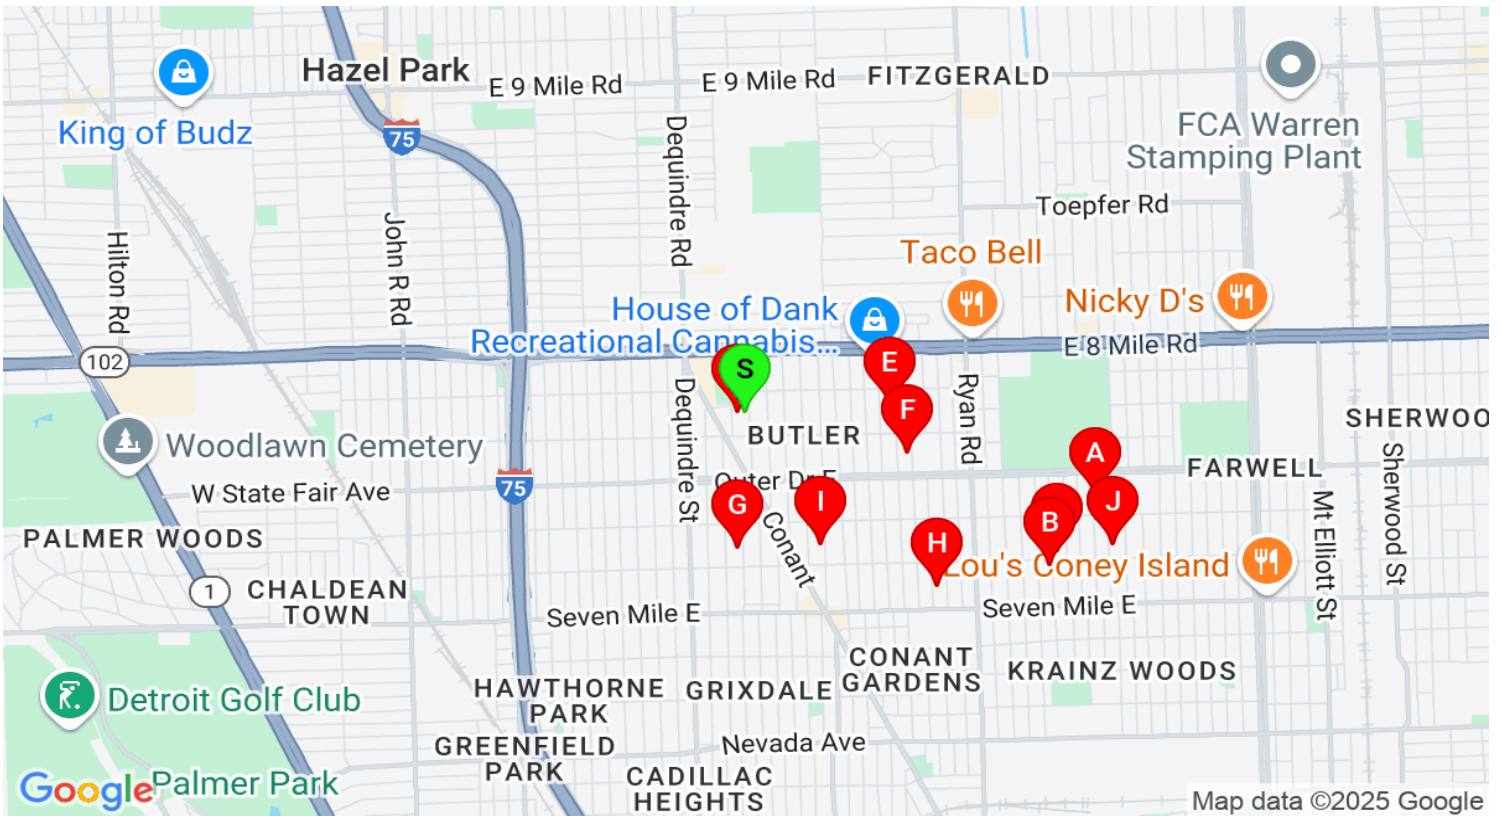 Hazel Park
E 9 Mile Rd
E 9 Mile Rd
FITZGERALD
King of Budz
75
FCA Warren
Stamping Plant
Dequindre Rd
Toepfer Rd
John R Rd
Hilton Rd
Taco Bell
Nicky D's
House of Dank
Recreational Cannabis...
E 8 Mile Rd
102
S
E
F
Ryan Rd
Dequindre St
BUTLER
SHERWOO
Woodlawn Cemetery
A
FARWELL
Sherwood St
W State Fair Ave
75
Outer Dr E
G
I
J
B
H
Conant
Mt Elliott St
PALMER WOODS
Lou's Coney Island
1
CHALDEAN
TOWN
Seven Mile E
Seven Mile E
CONANT
GARDENS
KRAINZ WOODS
Detroit Golf Club
HAWTHORNE
PARK
GRIXDALE
GREENFIELD
PARK
Nevada Ave
CADILLAC
HEIGHTS
Google
Palmer Park
Map data ©2025 Google